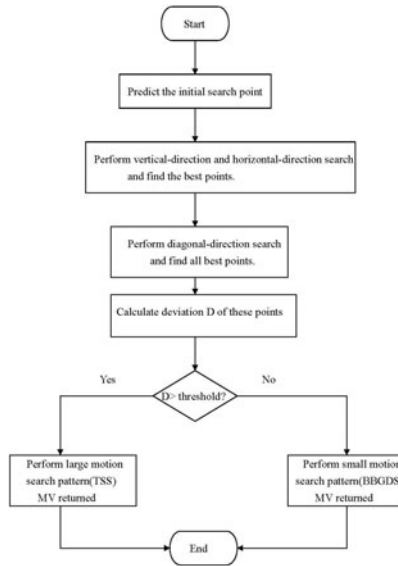 Start
Predict the initial search point
Perform vertical-direction and horizontal-direction search
and find the best points.
Perform diagonal-direction search
and find all best points.
Calculate deviation D of these points
Yes
No
D> threshold?
Perform large motion
search pattern(TSS)
MV returned
Perform small motion
search pattern(BBGDS
MV returned
End